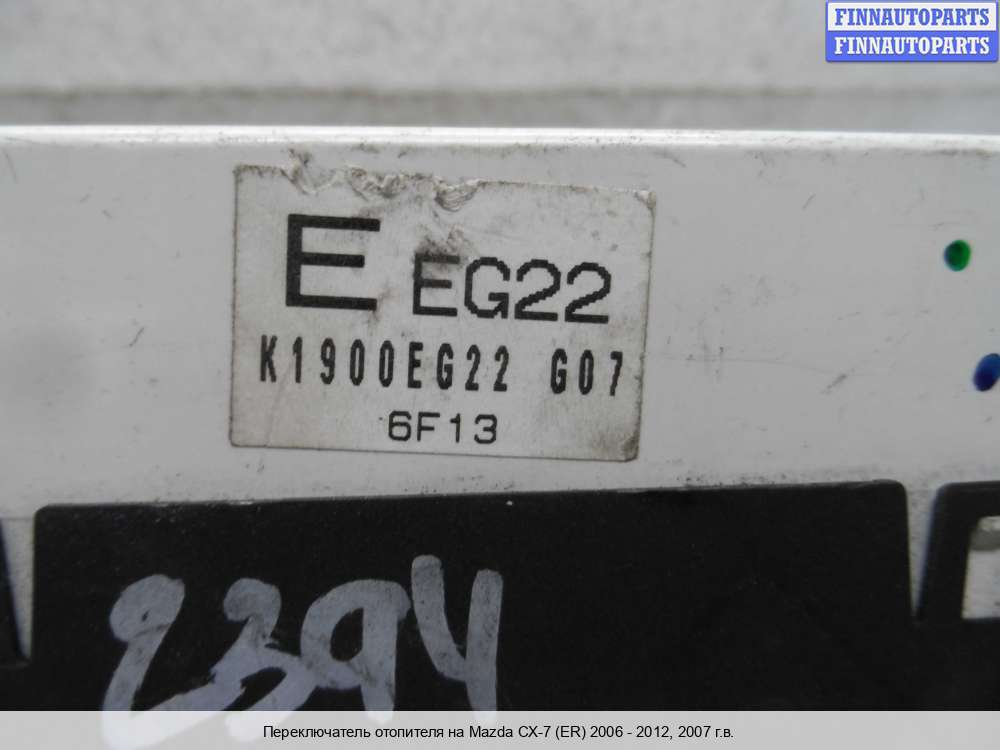 FINNAUTOPARTS
FINNAUTOPARTS
E EG22
K1900EG22 G07
6F13
2394
Переключатель отопителя на Mazda CX-7 (ER) 2006 - 2012, 2007 г.в.